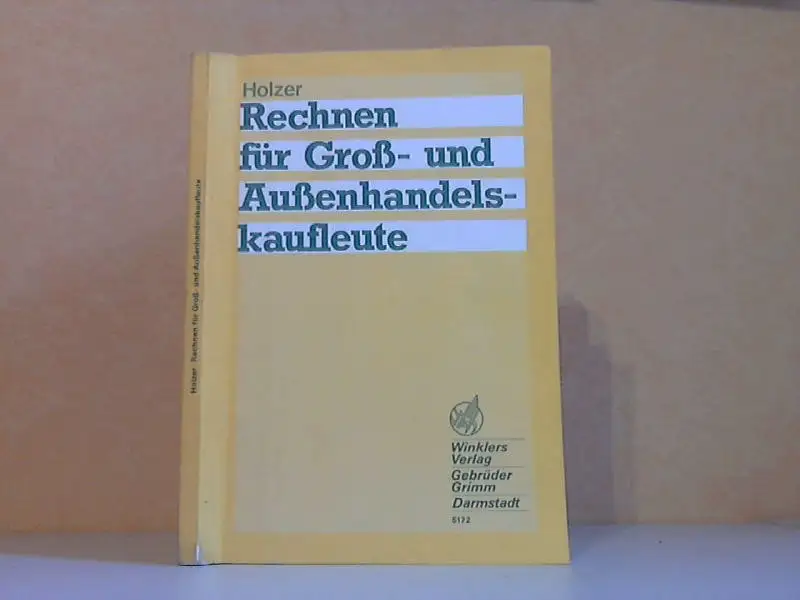 Holzer
Rechnen
für Groß- und
Außenhandels-
kaufleute
Winklers
Verlag
Gebrüder
Grimm
Darmstadt
5172
Holzer Rechnen für Groß- und Außenhandelskaufleute